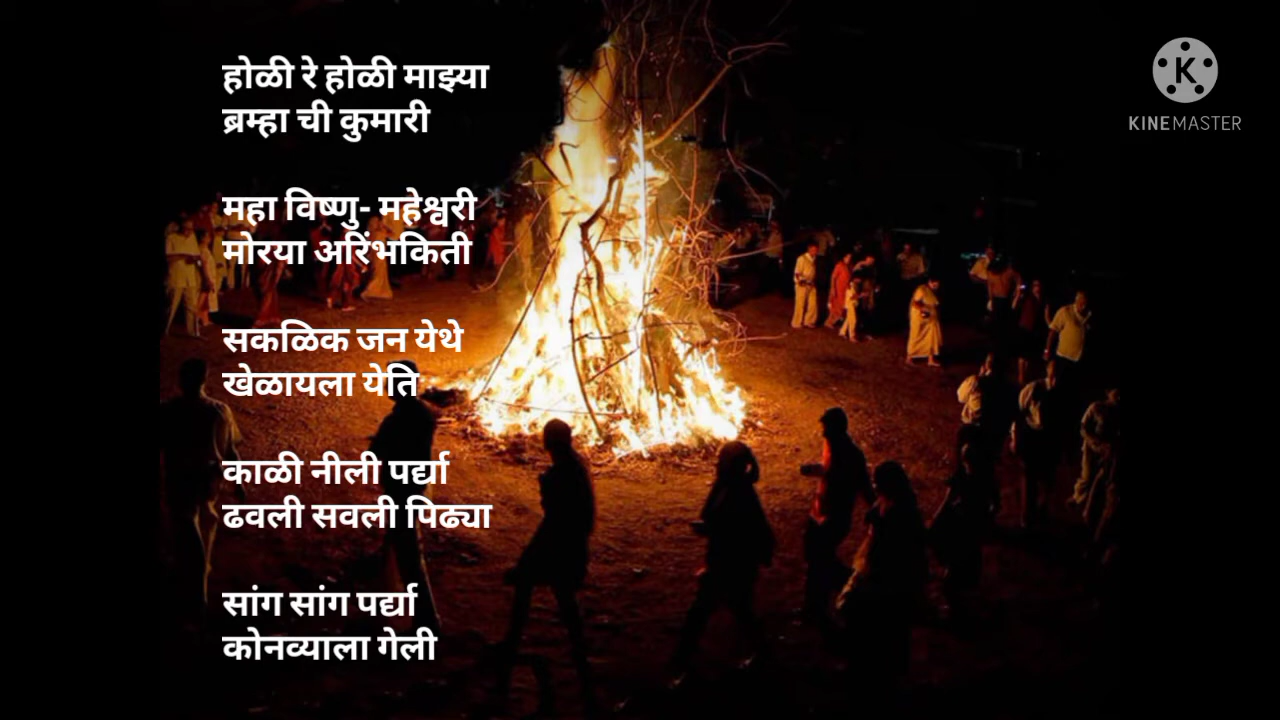 होळी रे होळी माझ्या
ब्रम्हा ची कुमारी
महा विष्णु- महेश्वरी
मोरया अरिंभकिती
सकळिक जन येथे
खेळायला येति
काळी नीली पर्द्या
ढवली सवली पिढ्या
सांग सांग पर्द्या
कोनव्याला गेली
K
KINEMASTER